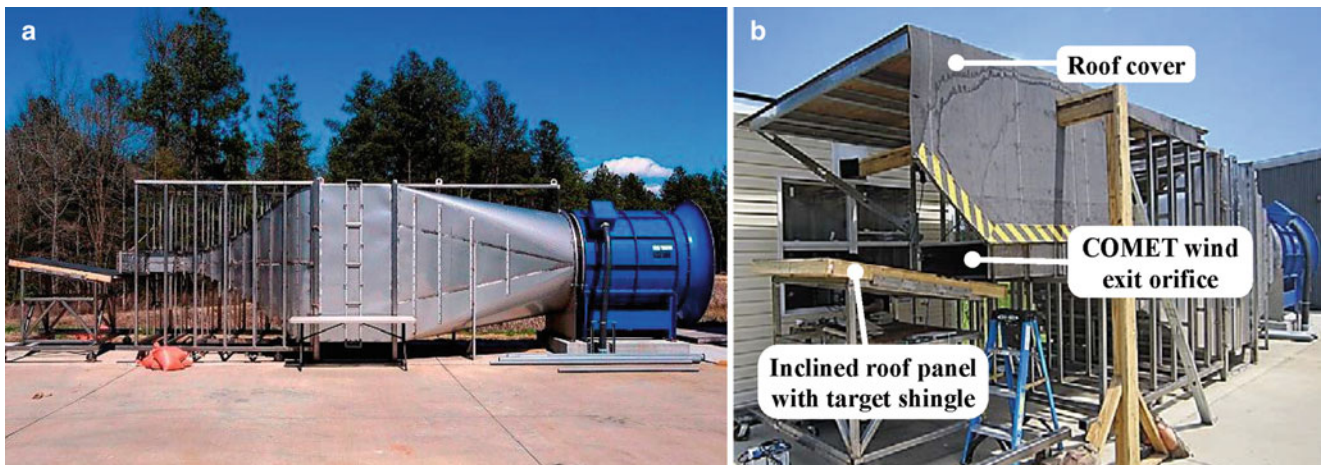 a
b
Roof cover
COMET wind
exit orifice
Inclined roof panel
with target shingle